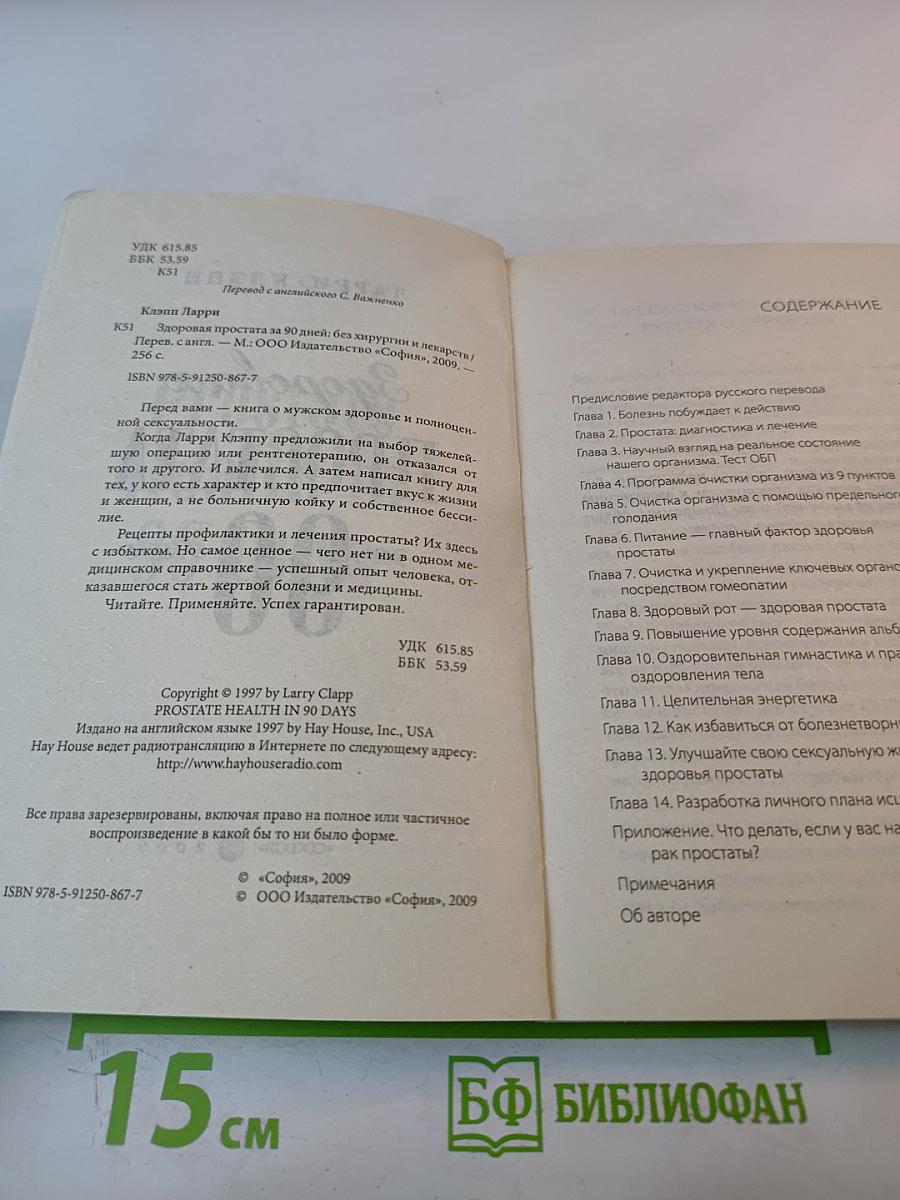 УДК 615.85
ББК 53.59
К51
Перевод с английского С. Важненко
Клэпп Ларри
К51 Здоровая простата за 90 дней: без хирургии и лекарств /
Перев. с англ. — М.: ООО Издательство «София», 2009. —
256 с.
ISBN 978-5-91250-867-7
Перед вами — книга о мужском здоровье и полноцен-
ной сексуальности.
Когда Ларри Клэппу предложили на выбор тяжелей-
шую операцию или рентгенотерапию, он отказался от
того и другого. И вылечился. А затем написал книгу для
тех, у кого есть характер и кто предпочитает вкус к жизни
и женщин, а не больничную койку и собственное бесси-
лие.
Рецепты профилактики и лечения простаты? Их здесь
с избытком. Но самое ценное — чего нет ни в одном ме-
дицинском справочнике — успешный опыт человека, от-
казавшегося стать жертвой болезни и медицины.
Читайте. Применяйте. Успех гарантирован.
УДК 615.85
ББК 53.59
Copyright © 1997 by Larry Clapp
PROSTATE HEALTH IN 90 DAYS
Издано на английском языке 1997 by Hay House, Inc., USA
Hay House ведет радиотрансляцию в Интернете по следующему адресу:
http://www.hayhouseradio.com
Все права зарезервированы, включая право на полное или частичное
воспроизведение в какой бы то ни было форме.
© «София», 2009
ISBN 978-5-91250-867-7 © ООО Издательство «София», 2009
СОДЕРЖАНИЕ
Предисловие редактора русского перевода
Глава 1. Болезнь побуждает к действию
Глава 2. Простата: диагностика и лечение
Глава 3. Научный взгляд на реальное состояние
нашего организма. Тест ОБП
Глава 4. Программа очистки организма из 9 пунктов
Глава 5. Очистка организма с помощью предельного
голодания
Глава 6. Питание — главный фактор здоровья
простаты
Глава 7. Очистка и укрепление ключевых органо
посредством гомеопатии
Глава 8. Здоровый рот — здоровая простата
Глава 9. Повышение уровня содержания альб
Глава 10. Оздоровительная гимнастика и пра
оздоровления тела
Глава 11. Целительная энергетика
Глава 12. Как избавиться от болезнетворн
Глава 13. Улучшайте свою сексуальную жи
здоровья простаты
Глава 14. Разработка личного плана исц
Приложение. Что делать, если у вас на
рак простаты?
Примечания
Об авторе
15 см
БФ БИБЛИОФАН